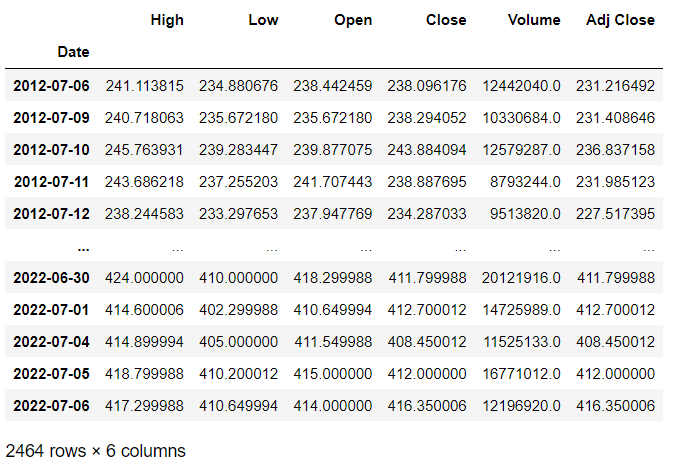 High Low Open Close Volume Adj Close
Date
2012-07-06 241.113815 234.880676 238.442459 238.096176 12442040.0 231.216492
2012-07-09 240.718063 235.672180 235.672180 238.294052 10330684.0 231.408646
2012-07-10 245.763931 239.283447 239.877075 243.884094 12579287.0 236.837158
2012-07-11 243.686218 237.255203 241.707443 238.887695 8793244.0 231.985123
2012-07-12 238.244583 233.297653 237.947769 234.287033 9513820.0 227.517395
... ... ... ... ... ... ...
2022-06-30 424.000000 410.000000 418.299988 411.799988 20121916.0 411.799988
2022-07-01 414.600006 402.299988 410.649994 412.700012 14725989.0 412.700012
2022-07-04 414.899994 405.000000 411.549988 408.450012 11525133.0 408.450012
2022-07-05 418.799988 410.200012 415.000000 412.000000 16771012.0 412.000000
2022-07-06 417.299988 410.649994 414.000000 416.350006 12196920.0 416.350006
2464 rows × 6 columns